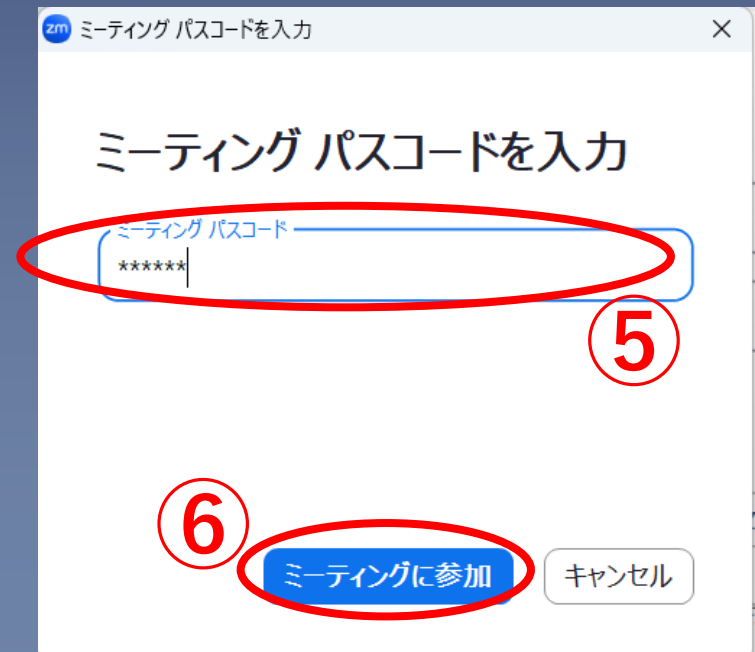 zm ミーティング パスコードを入力
ミーティング パスコードを入力
ミーティング パスコード
******
⑤
⑥
ミーティングに参加
キャンセル